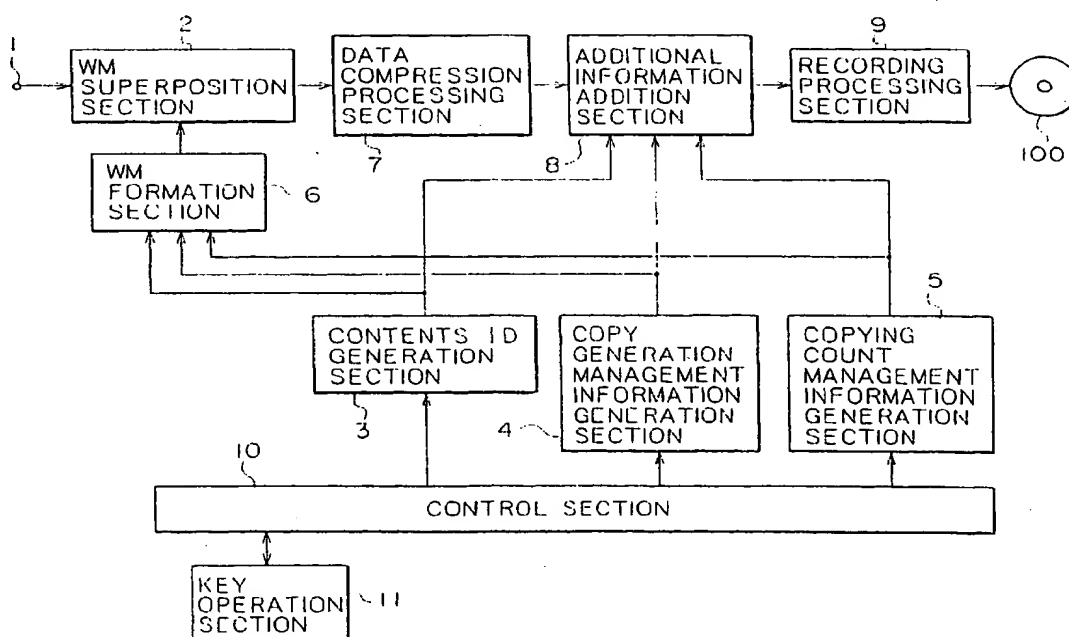 1
2
WM
SUPERPOSITION
SECTION
DATA
COMPRESSION
PROCESSING
SECTION
7
ADDITIONAL
INFORMATION
ADDITION
SECTION
8
9
RECORDING
PROCESSING
SECTION
100
WM
FORMATION
SECTION
6
CONTENTS ID
GENERATION
SECTION
3
COPY
GENERATION
MANAGEMENT
INFORMATION
GENERATION
SECTION
4
5
COPYING
COUNT
MANAGEMENT
INFORMATION
GENERATION
SECTION
10
CONTROL SECTION
KEY
OPERATION
SECTION
11